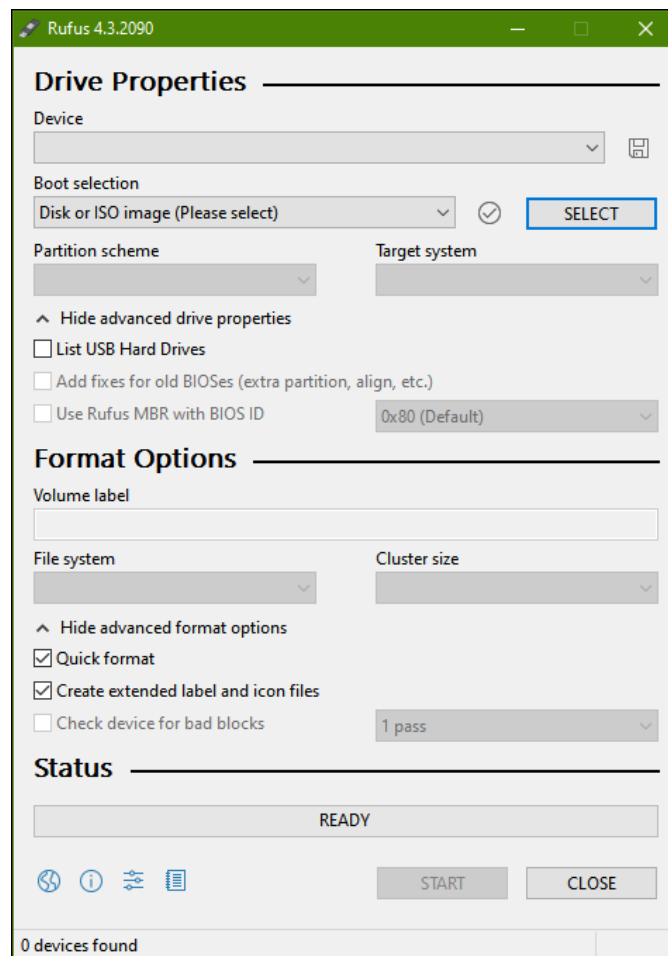 Rufus 4.3.2090
Drive Properties
Device
Boot selection
Disk or ISO image (Please select)
SELECT
Partition scheme
Target system
Hide advanced drive properties
List USB Hard Drives
Add fixes for old BIOSes (extra partition, align, etc.)
Use Rufus MBR with BIOS ID
0x80 (Default)
Format Options
Volume label
File system
Cluster size
Hide advanced format options
Quick format
Create extended label and icon files
Check device for bad blocks
1 pass
Status
READY
START
CLOSE
0 devices found